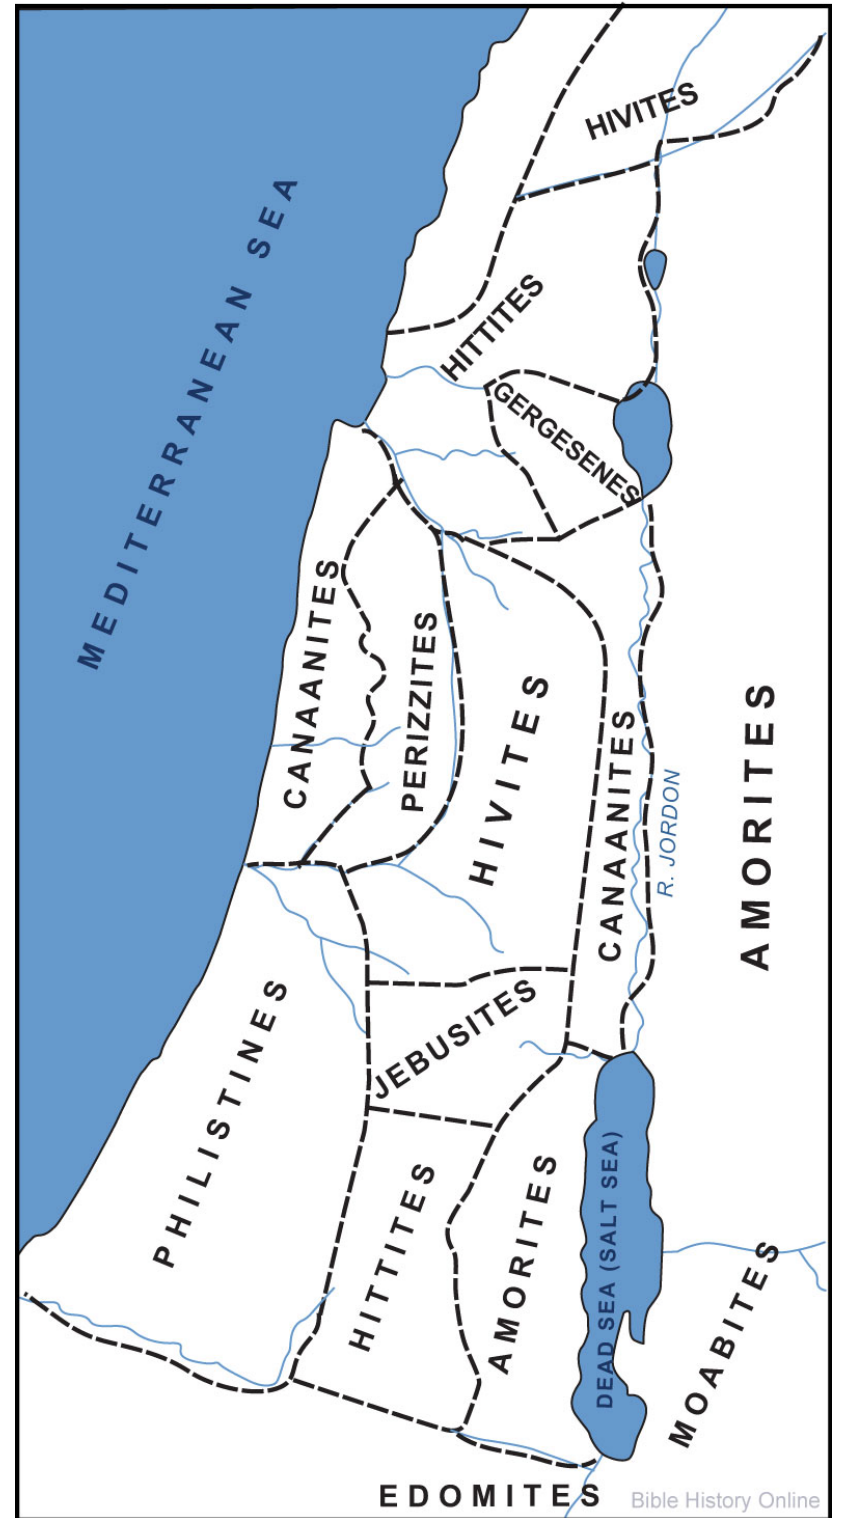 HIVITES
MEDITERRANEAN SEA
HITTITES
GERGESENES
CANAANITES
PERIZZITES
HIVITES
CANAANITES
R. JORDON
AMORITES
PHILISTINES
JEBUSITES
HITTITES
AMORITES
DEAD SEA (SALT SEA)
MOABITES
EDOMITES
Bible History Online